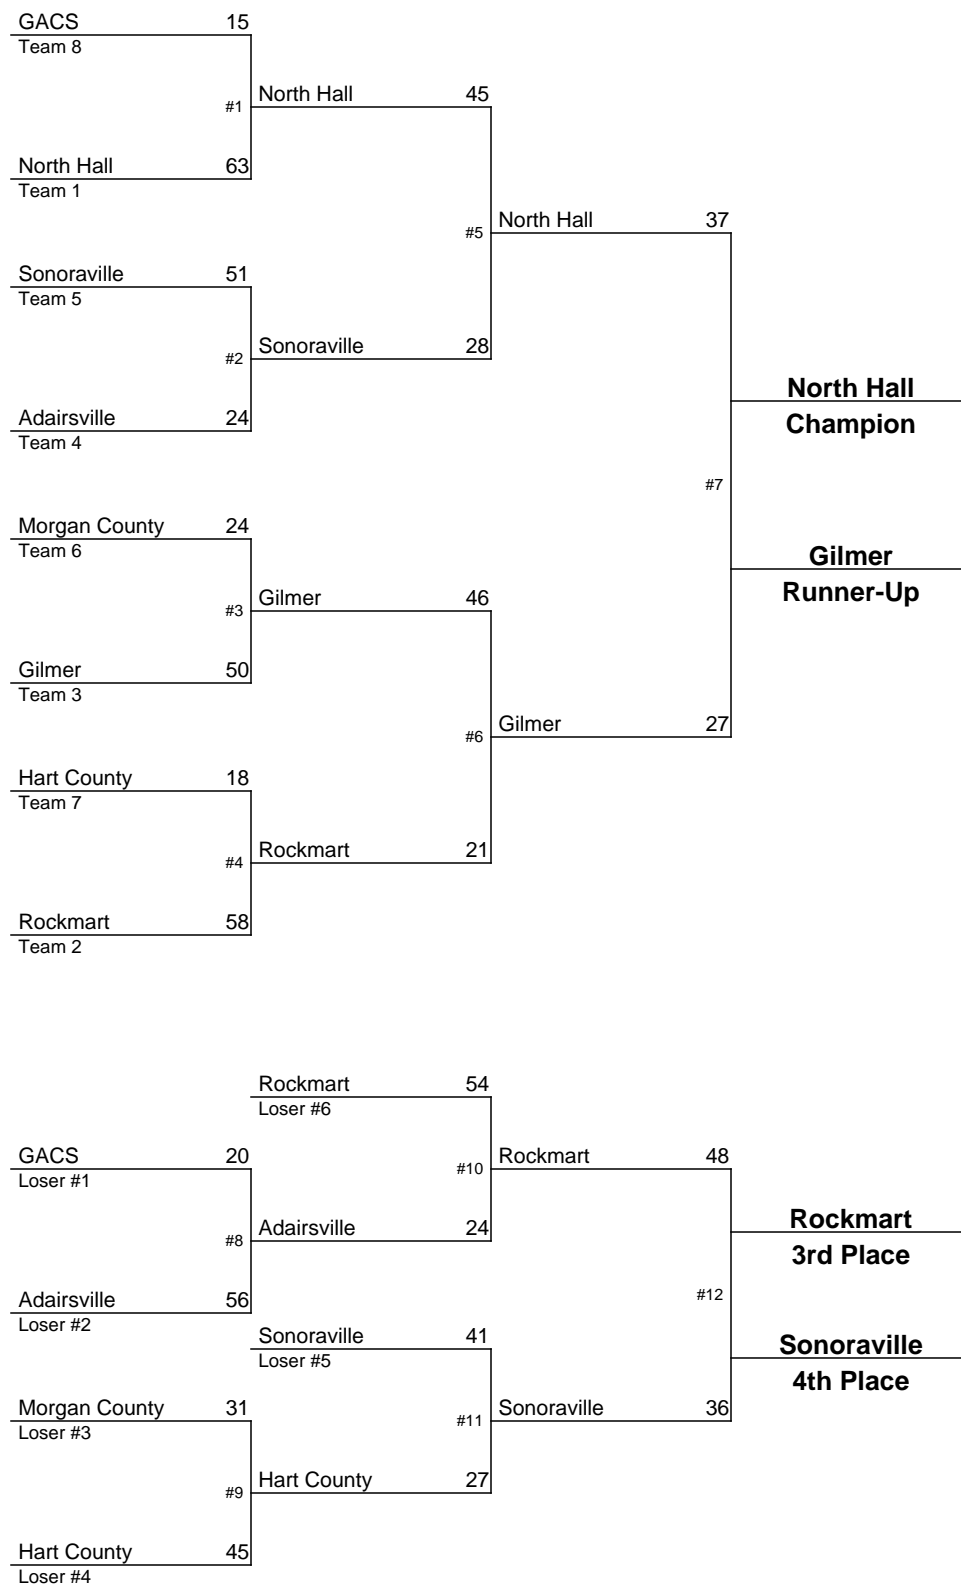 GACS 15
Team 8
#1
North Hall 45
North Hall 63
Team 1
#5
North Hall 37
Sonoraville 51
Team 5
#2
Sonoraville 28
Adairsville 24
Team 4
North Hall
Champion
#7
Morgan County 24
Team 6
#3
Gilmer 46
Gilmer 50
Team 3
Gilmer
Runner-Up
#6
Gilmer 27
Hart County 18
Team 7
#4
Rockmart 21
Rockmart 58
Team 2
Rockmart 54
Loser #6
GACS 20
Loser #1
#10
Rockmart 48
#8
Adairsville 24
Rockmart
3rd Place
Adairsville 56
Loser #2
#12
Sonoraville 41
Loser #5
Sonoraville
4th Place
Morgan County 31
Loser #3
#11
Sonoraville 36
#9
Hart County 27
Hart County 45
Loser #4